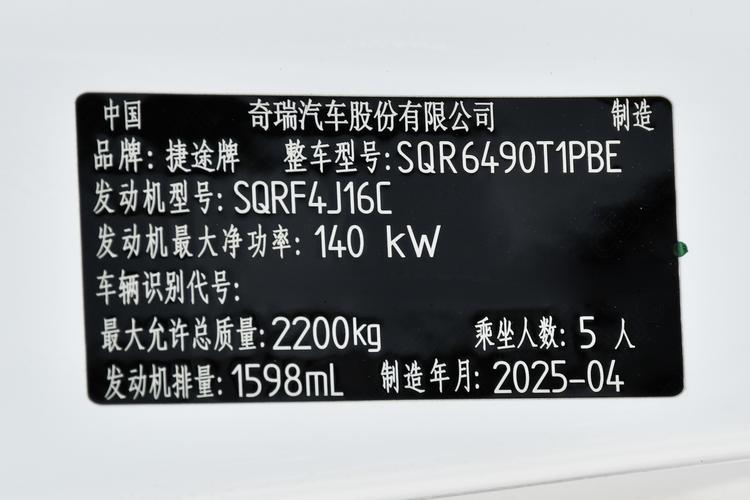 中国 奇瑞汽车股份有限公司 制造
品牌:捷途牌 整车型号:SQR6490T1PBE
发动机型号:SQRF4J16C
发动机最大净功率:140 kW
车辆识别代号:
最大允许总质量:2200kg 乘坐人数:5 人
发动机排量:1598mL 制造年月:2025-04